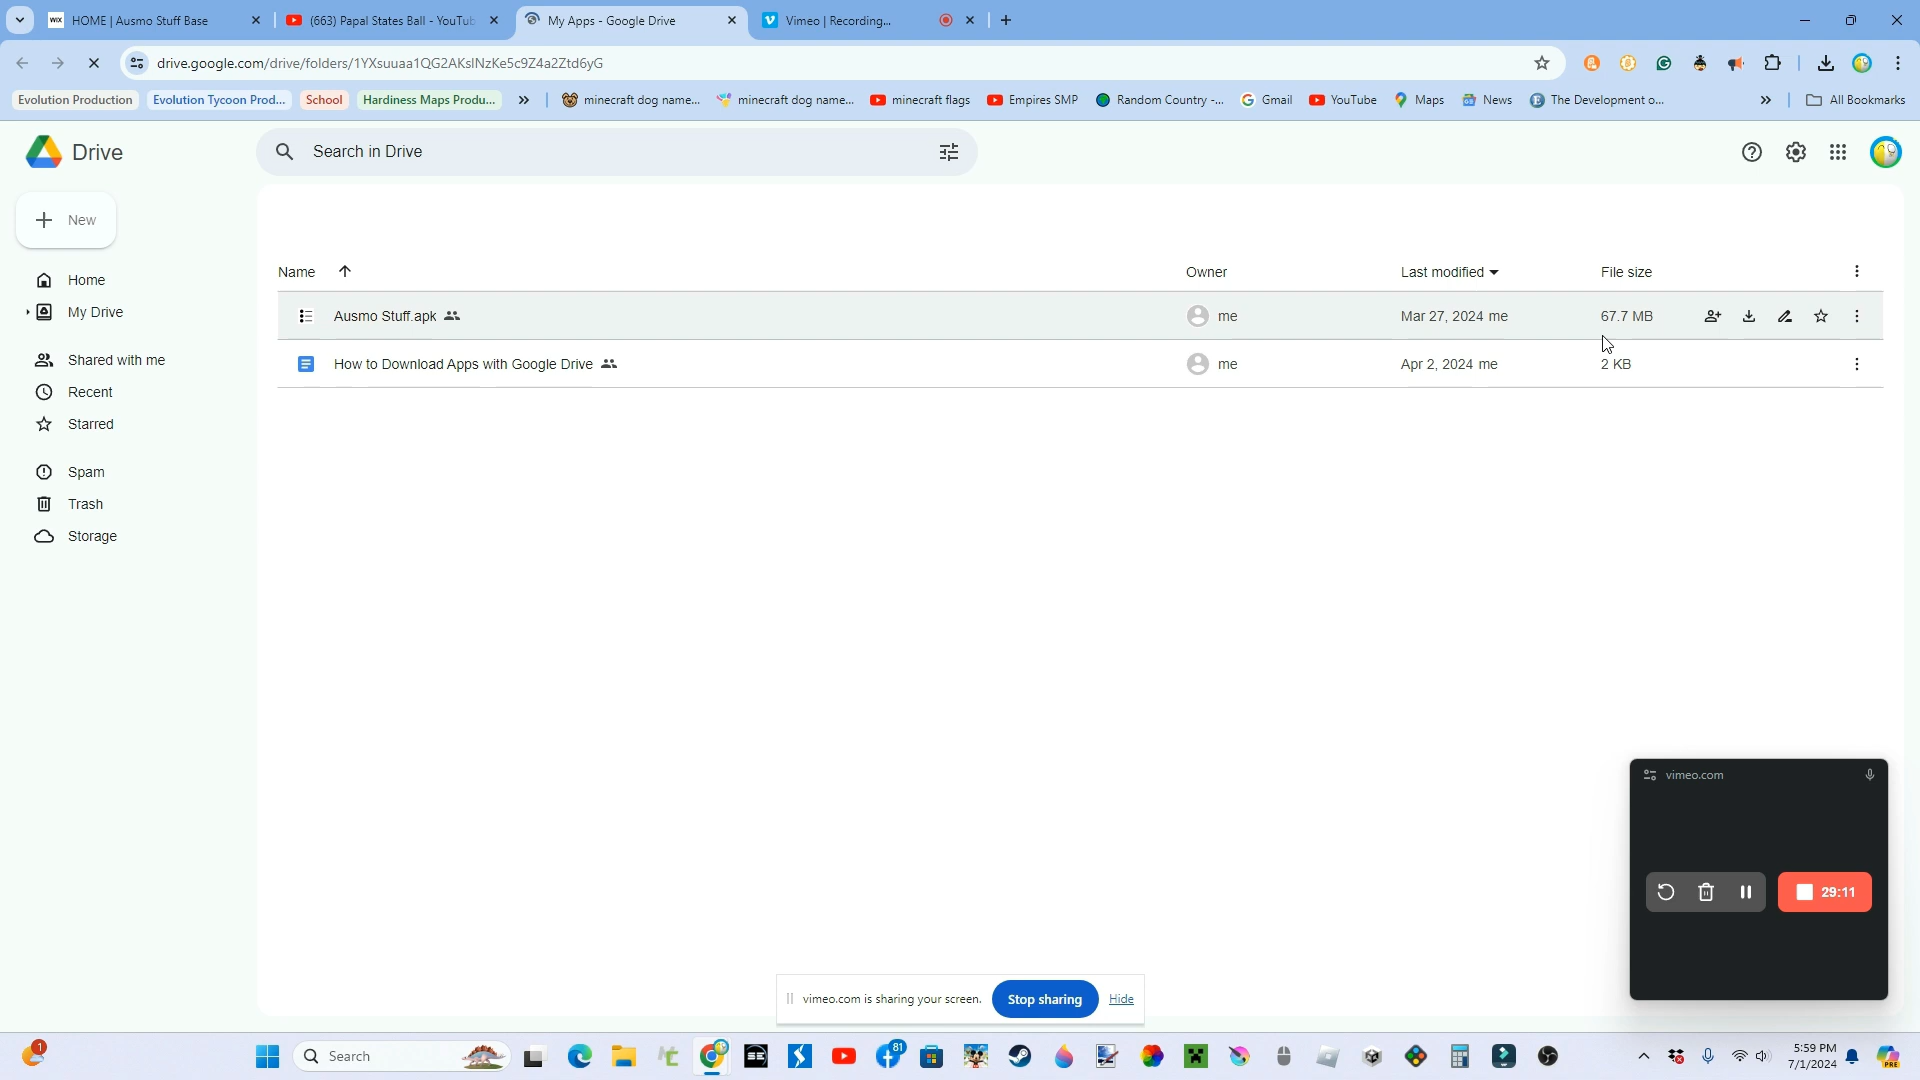 HOME | Ausmo Stuff Base
(663) Papal States Ball - YouTub
My Apps - Google Drive
Vimeo | Recording...
drive.google.com/drive/folders/1YXsuuaa1QG2AKslNzKe5c9Z4a2Ztd6yG
Evolution Production
Evolution Tycoon Prod...
School
Hardiness Maps Produ...
minecraft dog name...
minecraft dog name...
minecraft flags
Empires SMP
Random Country -...
Gmail
YouTube
Maps
News
The Development o...
All Bookmarks
Drive
Search in Drive
New
Home
My Drive
Shared with me
Recent
Starred
Spam
Trash
Storage
Name Owner Last modified File size
Ausmo Stuff.apk me Mar 27, 2024 me 67.7 MB
How to Download Apps with Google Drive me Apr 2, 2024 me 2 KB
vimeo.com
29:11
vimeo.com is sharing your screen. Stop sharing Hide
1
Search
81
5:59 PM
7/1/2024
PRE